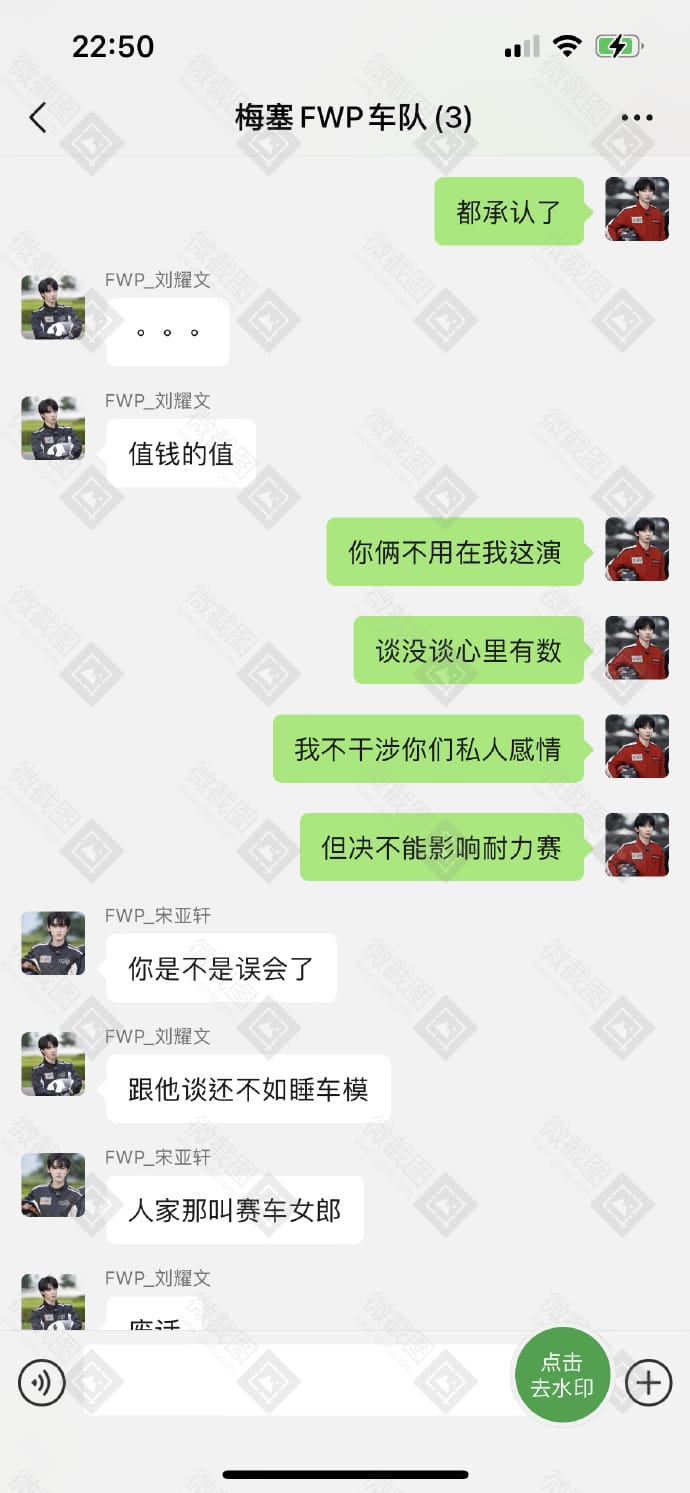 22:50
梅塞FWP车队(3)
都承认了
FWP_刘耀文
。。。
FWP_刘耀文
值钱的值
你俩不用在我这演
谈没谈心里有数
我不干涉你们私人感情
但决不能影响耐力赛
FWP_宋亚轩
你是不是误会了
FWP_刘耀文
跟他谈还不如睡车模
FWP_宋亚轩
人家那叫赛车女郎
FWP_刘耀文
点击
去水印
微截图